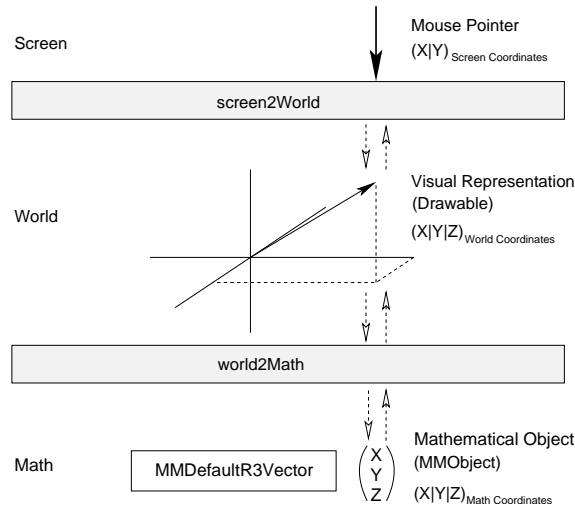 Screen
Mouse Pointer
(X|Y) Screen Coordinates
screen2World
World
Visual Representation
(Drawable)
(X|Y|Z) World Coordinates
world2Math
Math
MMDefaultR3Vector
X
Y
Z
Mathematical Object
(MMObject)
(X|Y|Z) Math Coordinates